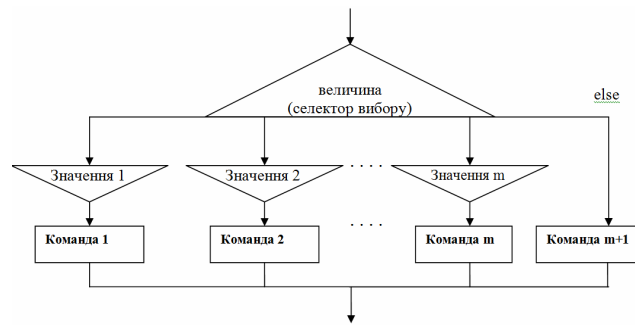 величина
(селектор вибору)
else
Значення 1
Значення 2
. . . .
Значення m
Команда 1
Команда 2
. . . .
Команда m
Команда m+1